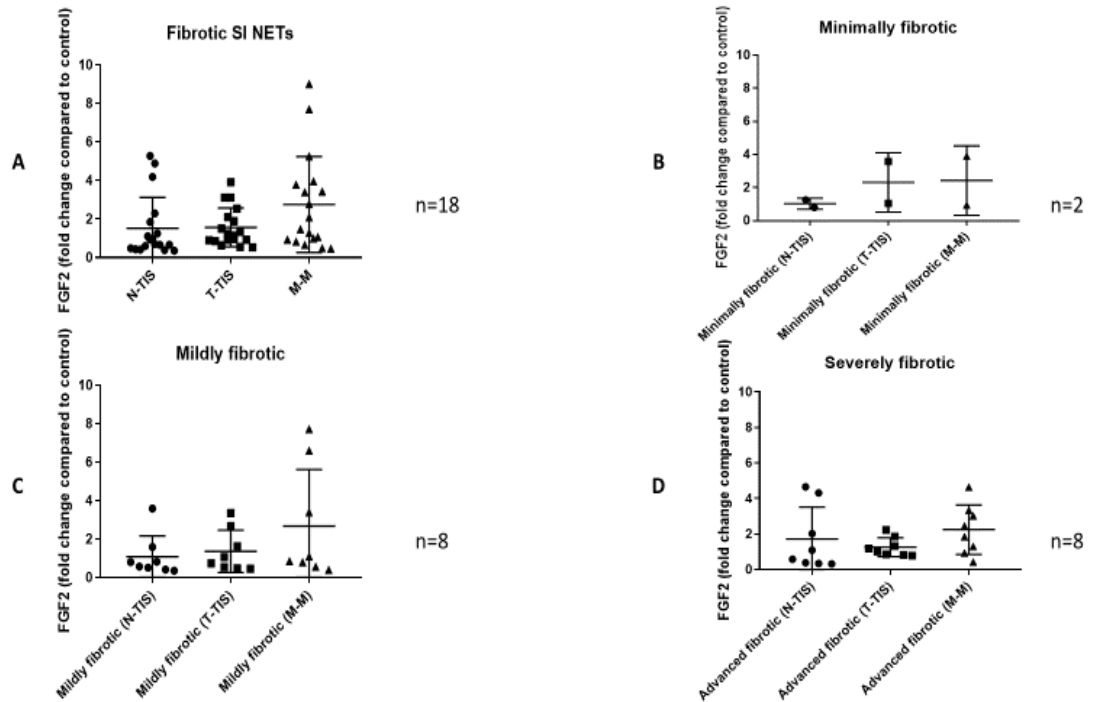 Fibrotic SI NETs
A
FGF2 (fold change compared to control)
10
8
6
4
2
0
N-TIS
T-TIS
M-M
n=18
Minimally fibrotic
B
FGF2 (fold change compared to control)
10
8
6
4
2
0
Minimally fibrotic (N-TIS)
Minimally fibrotic (T-TIS)
Minimally fibrotic (M-M)
n=2
Mildly fibrotic
C
FGF2 (fold change compared to control)
10
8
6
4
2
0
Mildly fibrotic (N-TIS)
Mildly fibrotic (T-TIS)
Mildly fibrotic (M-M)
n=8
Severely fibrotic
D
FGF2 (fold change compared to control)
10
8
6
4
2
0
Advanced fibrotic (N-TIS)
Advanced fibrotic (T-TIS)
Advanced fibrotic (M-M)
n=8